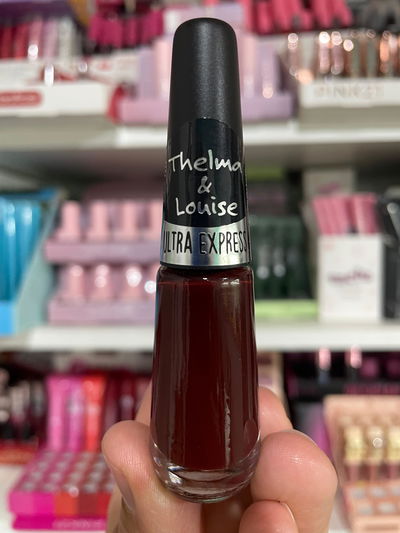 Thelma
&
Louise
ULTRA EXPRESS